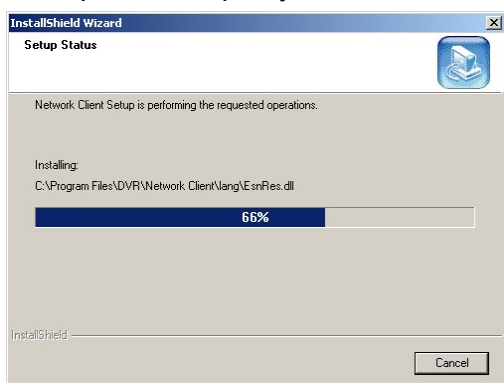 InstallShield Wizard
Setup Status
Network Client Setup is performing the requested operations.
Installing:
C:\Program Files\DVR\Network Client\lang\EsnRes.dll
66%
InstallShield
Cancel